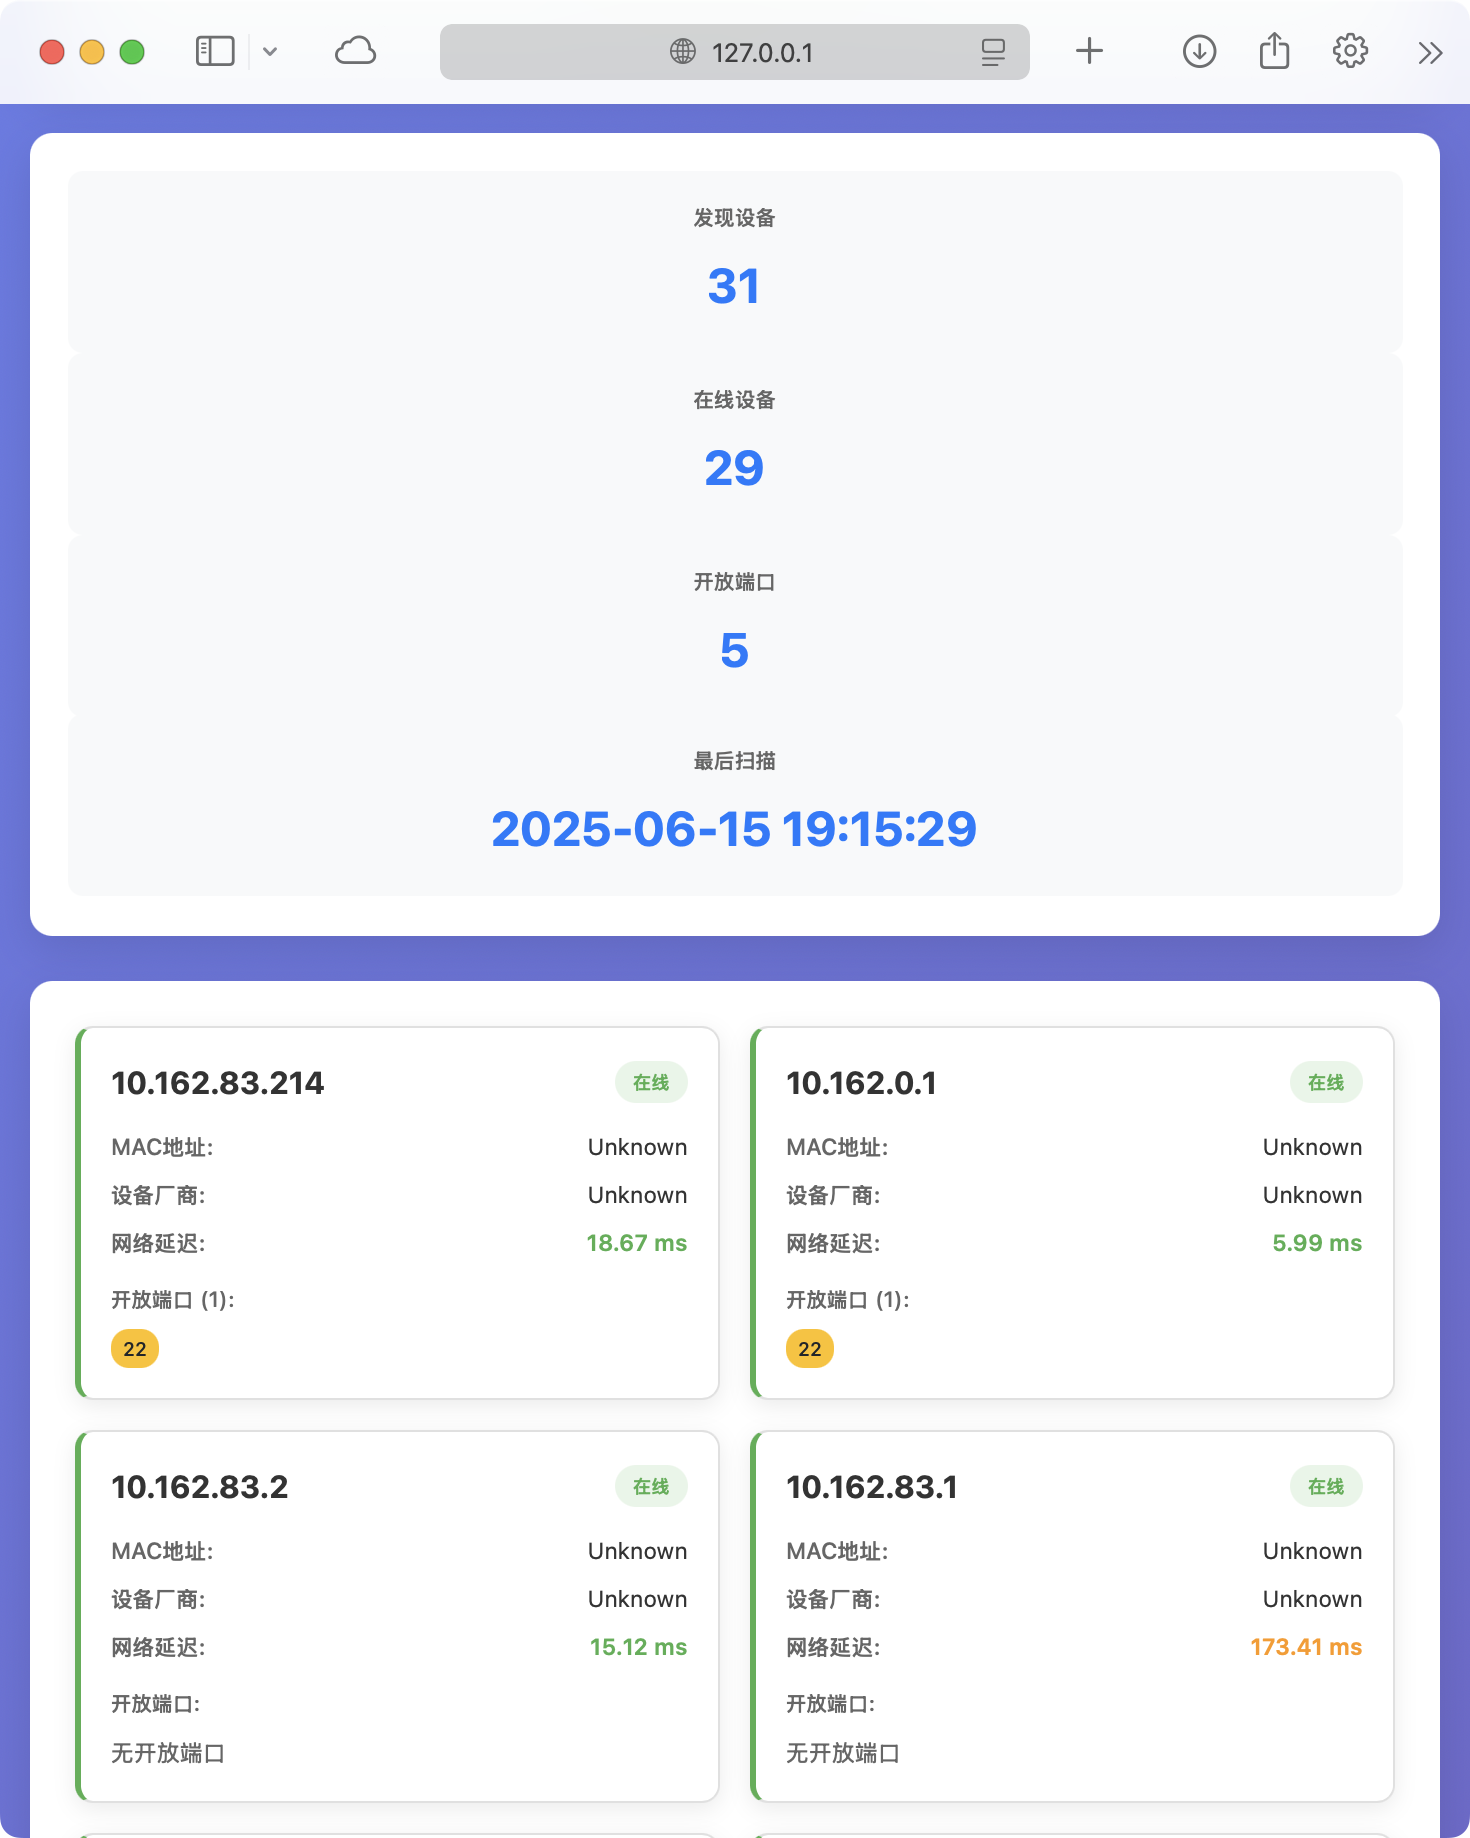 127.0.0.1
发现设备
31
在线设备
29
开放端口
5
最后扫描
2025-06-15 19:15:29
10.162.83.214 在线
MAC地址: Unknown
设备厂商: Unknown
网络延迟: 18.67 ms
开放端口 (1):
22
10.162.0.1 在线
MAC地址: Unknown
设备厂商: Unknown
网络延迟: 5.99 ms
开放端口 (1):
22
10.162.83.2 在线
MAC地址: Unknown
设备厂商: Unknown
网络延迟: 15.12 ms
开放端口:
无开放端口
10.162.83.1 在线
MAC地址: Unknown
设备厂商: Unknown
网络延迟: 173.41 ms
开放端口:
无开放端口